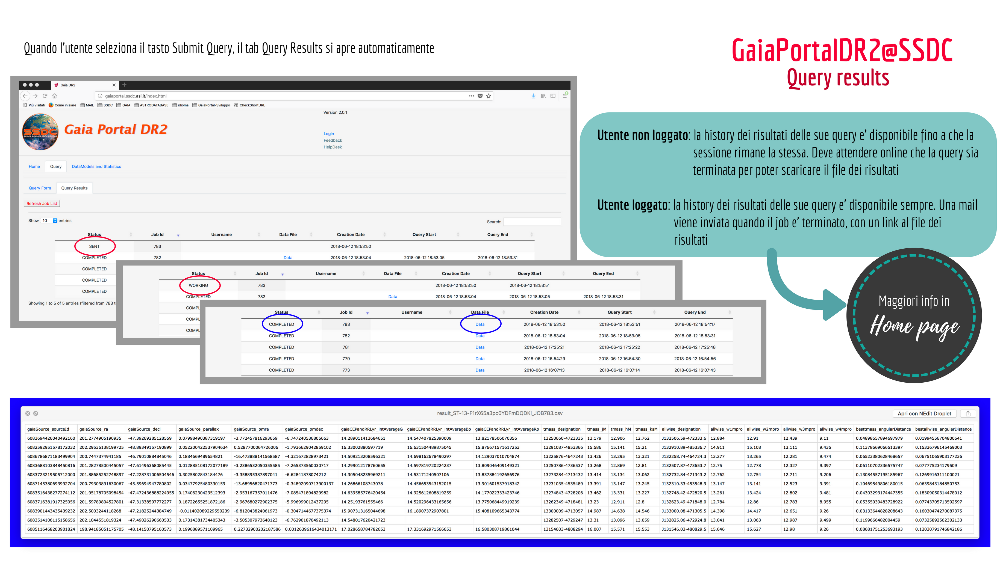 Quando l'utente seleziona il tasto Submit Query, il tab Query Results si apre automaticamente
GaiaPortalDR2@SSDC
Query results
Gaia DR2
gaiaportal.ssdc.asi.it/index.html
Più visitati Come iniziare MAIL SSDC GAIA ASTRODATABASE idioma GaiaPortal-Sviluppo CheckShortURL
SSDC
SPACE SCIENCE DATA CENTER
Gaia Portal DR2
Version 2.0.1
Login
Feedback
HelpDesk
Home Query DataModels and Statistics
Query Form Query Results
Refresh Job List
Show 10 entries Search:
Status Job Id Username Data File Creation Date Query Start Query End
SENT 783 2018-06-12 18:53:50
COMPLETED 782 Data 2018-06-12 18:53:04 2018-06-12 18:53:05 2018-06-12 18:53:31
COMPLETED
COMPLETED
COMPLETED
Showing 1 to 5 of 5 entries (filtered from 783 t
Status Job Id Username Data File Creation Date Query Start Query End
WORKING 783 2018-06-12 18:53:50 2018-06-12 18:53:51
COMPLETED 782 Data 2018-06-12 18:53:04 2018-06-12 18:53:05 2018-06-12 18:53:31
COMPL
COMPL
COMPL
Status Job Id Username Data File Creation Date Query Start Query End
COMPLETED 783 Data 2018-06-12 18:53:50 2018-06-12 18:53:51 2018-06-12 18:54:17
COMPLETED 782 Data 2018-06-12 18:53:04 2018-06-12 18:53:05 2018-06-12 18:53:31
COMPLETED 781 Data 2018-06-12 17:25:21 2018-06-12 17:25:22 2018-06-12 17:25:48
COMPLETED 779 Data 2018-06-12 16:54:29 2018-06-12 16:54:30 2018-06-12 16:54:56
COMPLETED 773 Data 2018-06-12 16:07:13 2018-06-12 16:07:14 2018-06-12 16:07:43
Utente non loggato: la history dei risultati delle sue query e' disponibile fino a che la
sessione rimane la stessa. Deve attendere online che la query sia
terminata per poter scaricare il file dei risultati
Utente loggato: la history dei risultati delle sue query e' disponibile sempre. Una mail
viene inviata quando il job e' terminato, con un link al file dei
risultati
Maggiori info in
Home page
result_ST-13-F1rX65a3pc0YDFmDQDKi_JOB783.csv
Apri con NEdit Droplet
gaiaSource_sourceId gaiaSource_ra gaiaSource_decl gaiaSource_parallax gaiaSource_pmra gaiaSource_pmdec gaiaCEPandRRLyr_intAverageG gaiaCEPandRRLyr_intAverageBp gaiaCEPandRRLyr_intAverageRp tmass_designation tmass_jM tmass_hM tmass_ksM allwise_designation allwise_w1mpro allwise_w2mpro allwise_w3mpro allwise_w4mpro besttmass_angularDistance bestallwise_angularDistance
6083694426040492160 201.2774905190935 -47.39269285128559 0.07998490387319197 -3.772457816293659 -6.747240536805663 14.289011413684651 14.547407825390009 13.82178506070356 13250660-4723335 13.179 12.906 12.762 J132506.59-472333.6 12.884 12.91 12.439 9.11 0.04898657894697979 0.01994556704800641
6082592951578172032 202.29536138199725 -48.89349157190899 0.052200422537904634 0.5287700064726006 -1.7936629042859102 16.33002880597719 16.631504489875045 15.876671571617253 13291087-4853366 15.586 15.141 15.21 J132910.89-485336.7 14.911 15.108 13.111 9.435 0.11378669066513397 0.15336796145469003
6086786871183499904 200.7447374941185 -46.79010884845046 0.1884669489654821 -16.473888141568587 -4.321672828973421 14.509213208596321 14.698162678490297 14.129037010704874 13225876-4647243 13.426 13.295 13.321 J132258.74-464724.3 13.277 13.265 12.281 9.474 0.06523380628468657 0.06751065903177236
6083688103848450816 201.28278500445057 -47.61496368085445 0.012885108172077189 -3.2386532050355585 -7.265373560030717 14.299012178760655 14.597819720224237 13.809046409149321 13250786-4736537 13.268 12.869 12.81 J132507.87-473653.7 12.75 12.778 12.327 9.397 0.06110702336575747 0.077775234179509
6083723219505712000 201.88685252748897 -47.228731006504546 0.3025802843184476 -3.358895387897041 -6.62841878074212 14.305048235969211 14.53171240507106 13.837884192656976 13273284-4713432 13.414 13.134 13.062 J132732.84-471343.2 12.762 12.754 12.711 9.206 0.13084557195185967 0.1269916311100021
6087145380693992704 200.79303891630067 -45.59694947780802 0.03477925480330159 -13.68956820471773 -0.34892090713900137 14.26866108743078 14.456653543152015 13.901601537918342 13231035-4535489 13.391 13.147 13.245 J132310.33-453548.9 13.147 13.141 12.523 9.391 0.10469549806180015 0.0639843184850753
6083516438277274112 201.95178705098454 -47.472436888224955 0.17406230429512393 -2.953167357011476 -7.085471894829982 14.639585776420454 14.925612608819259 14.177022333423746 13274843-4728206 13.462 13.331 13.227 J132748.42-472820.5 13.261 13.424 12.802 9.481 0.04303293174447355 0.18309050314478012
6083716381917325056 201.59789804527801 -47.31338597772277 0.18722655251872186 -2.967680272902375 -5.996999012437295 14.25193761555466 14.520296433165656 13.775068449919239 13262349-4718481 13.23 12.911 12.8 J132623.49-471848.0 12.784 12.86 12.783 8.955 0.05355039483728922 0.07743705713592597
6083901443435439232 202.5003244118268 -47.21825244384749 -0.011402089229550239 -6.812043824061973 -0.3047144677375374 15.907313165044698 16.18907372907801 15.408109665343774 13300009-4713057 14.987 14.638 14.546 J133000.08-471305.5 14.398 14.417 12.651 9.26 0.03133644828208643 0.16030474270087375
6083514106115158656 202.1044551819324 -47.49026290660533 0.17314381734405343 -3.505307973648123 -6.762901870492113 14.548017620421723 13282507-4729247 13.31 13.096 13.059 J132825.06-472924.8 13.041 13.063 12.987 9.499 0.1199666482004459 0.07325892562302133
6085116468203901824 198.94185051175705 -48.14150795160573 0.1996889571109965 0.22732900202187586 0.0012639616434013171 17.028658784782653 17.331692971566653 16.580308719861044 13154603-4808294 16.007 15.571 15.553 J131546.03-480829.5 15.646 15.627 12.98 9.26 0.08681751253693193 0.12030791746842186